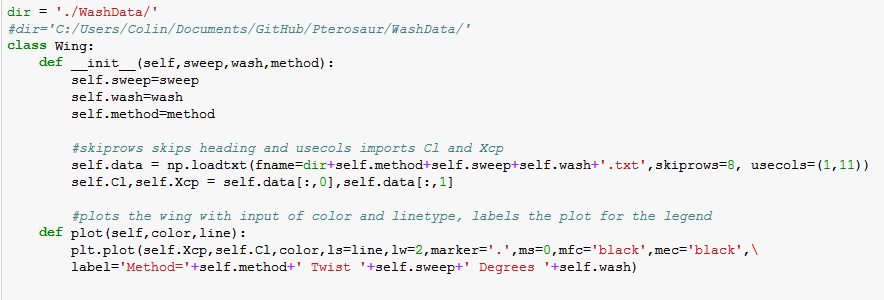 dir = './WashData/'
#dir='C:/Users/Colin/Documents/GitHub/Pterosaur/WashData/'
class Wing:
    def __init__(self,sweep,wash,method):
        self.sweep=sweep
        self.wash=wash
        self.method=method

        #skiprows skips heading and usecols imports Cl and Xcp
        self.data = np.loadtxt(fname=dir+self.method+self.sweep+self.wash+'.txt',skiprows=8, usecols=(1,11))
        self.Cl,self.Xcp = self.data[:,0],self.data[:,1]

        #plots the wing with input of color and linetype, labels the plot for the legend
    def plot(self,color,line):
        plt.plot(self.Xcp,self.Cl,color,ls=line,lw=2,marker='.',ms=0,mfc='black',mec='black',\
        label='Method='+self.method+' Twist '+self.sweep+' Degrees '+self.wash)